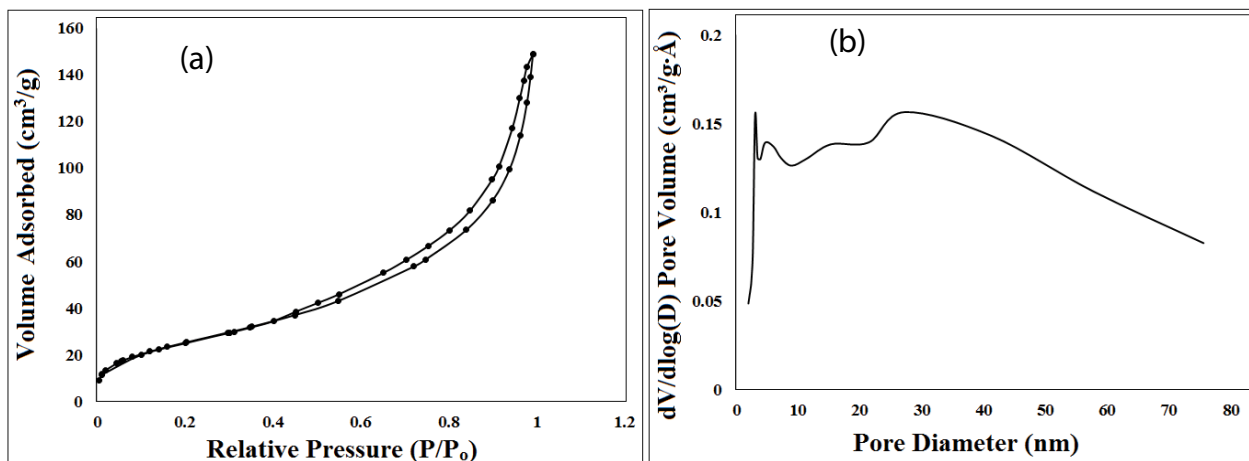 (a)
Volume Adsorbed (cm³/g)
160
140
120
100
80
60
40
20
0
0 0.2 0.4 0.6 0.8 1 1.2
Relative Pressure (P/Pₒ)
(b)
dV/dlog(D) Pore Volume (cm³/g·Å)
0.2
0.15
0.1
0.05
0
0 10 20 30 40 50 60 70 80
Pore Diameter (nm)